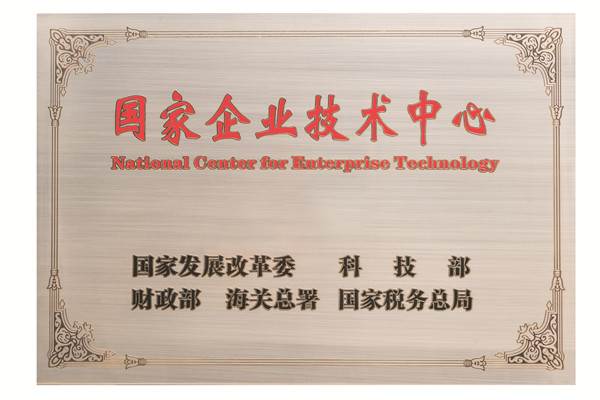 国家企业技术中心
National Center for Enterprise Technology
国家发展改革委 科技部
财政部 海关总署 国家税务总局